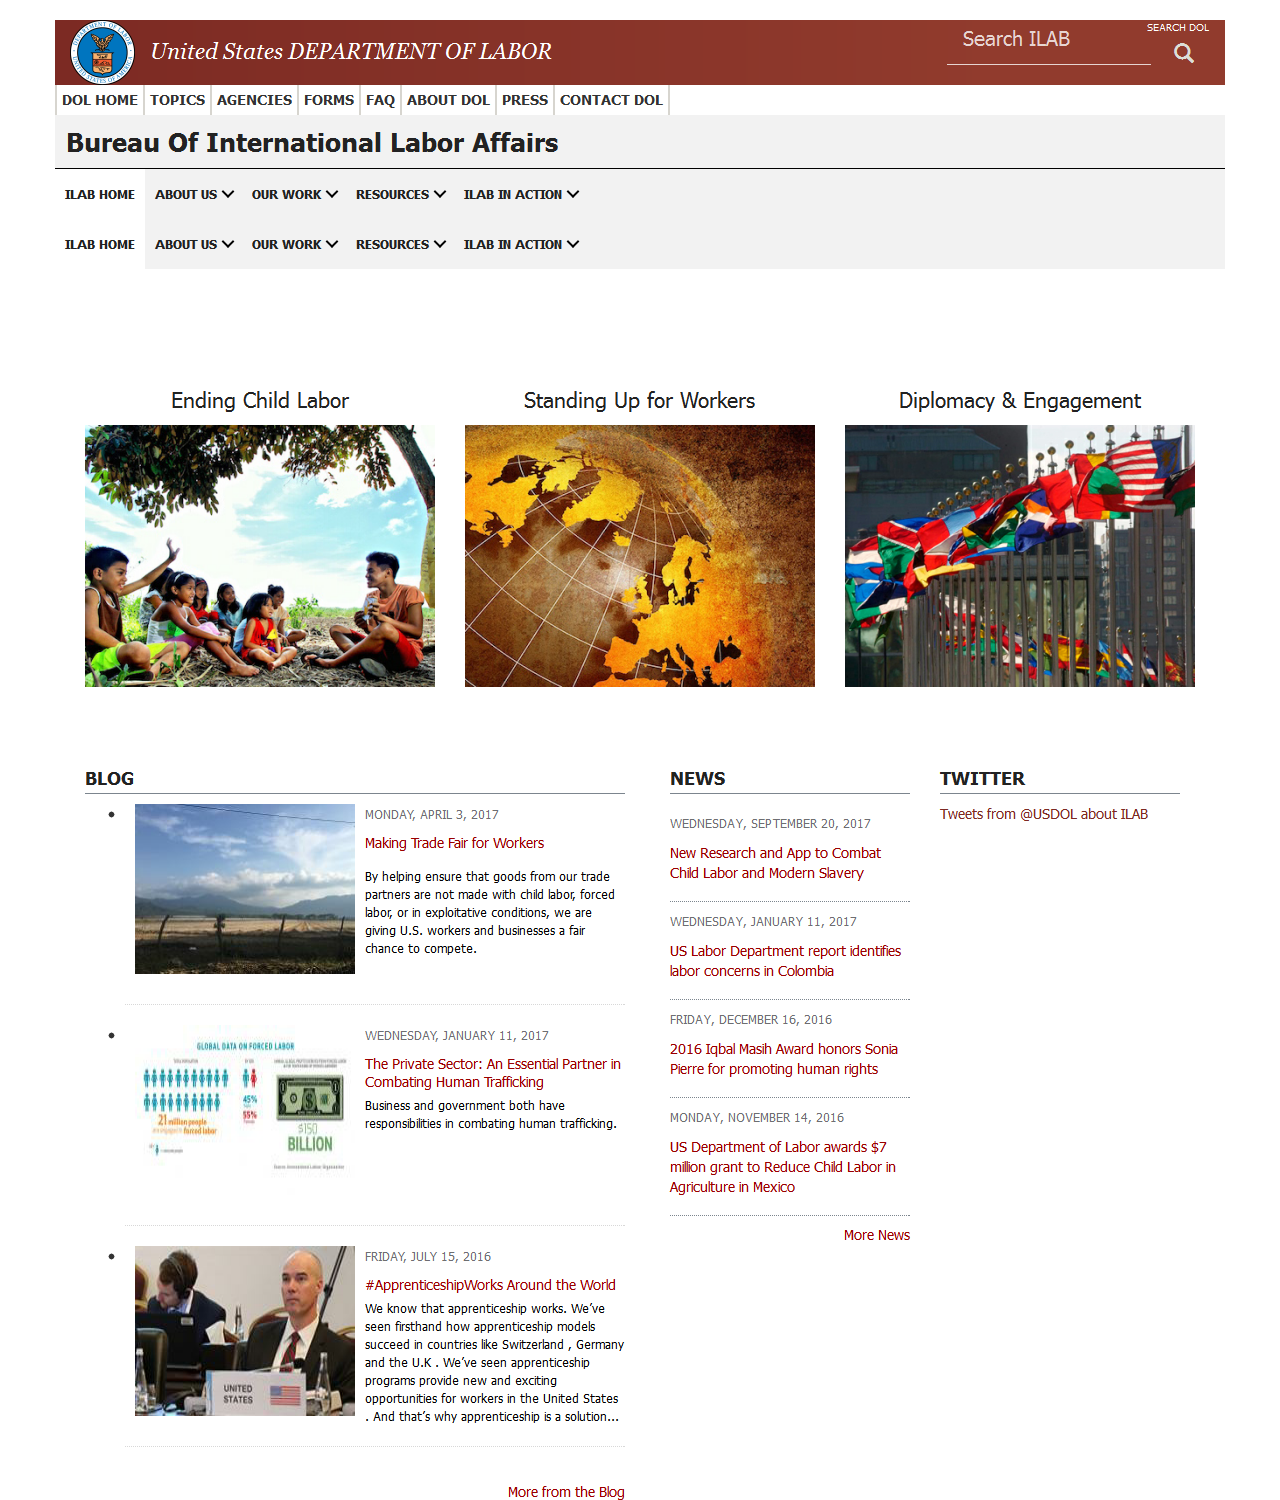 United States DEPARTMENT OF LABOR
Search ILAB
SEARCH DOL
DOL HOME
TOPICS
AGENCIES
FORMS
FAQ
ABOUT DOL
PRESS
CONTACT DOL
Bureau Of International Labor Affairs
ILAB HOME
ABOUT US
OUR WORK
RESOURCES
ILAB IN ACTION
ILAB HOME
ABOUT US
OUR WORK
RESOURCES
ILAB IN ACTION
Ending Child Labor
Standing Up for Workers
Diplomacy & Engagement
BLOG
MONDAY, APRIL 3, 2017
Making Trade Fair for Workers
By helping ensure that goods from our trade
partners are not made with child labor, forced
labor, or in exploitative conditions, we are
giving U.S. workers and businesses a fair
chance to compete.
GLOBAL DATA ON FORCED LABOR
45%
55%
21 million people
forced labor
$150
BILLION
WEDNESDAY, JANUARY 11, 2017
The Private Sector: An Essential Partner in
Combating Human Trafficking
Business and government both have
responsibilities in combating human trafficking.
UNITED
STATES
FRIDAY, JULY 15, 2016
#ApprenticeshipWorks Around the World
We know that apprenticeship works. We’ve
seen firsthand how apprenticeship models
succeed in countries like Switzerland , Germany
and the U.K . We’ve seen apprenticeship
programs provide new and exciting
opportunities for workers in the United States
. And that’s why apprenticeship is a solution...
More from the Blog
NEWS
WEDNESDAY, SEPTEMBER 20, 2017
New Research and App to Combat
Child Labor and Modern Slavery
WEDNESDAY, JANUARY 11, 2017
US Labor Department report identifies
labor concerns in Colombia
FRIDAY, DECEMBER 16, 2016
2016 Iqbal Masih Award honors Sonia
Pierre for promoting human rights
MONDAY, NOVEMBER 14, 2016
US Department of Labor awards $7
million grant to Reduce Child Labor in
Agriculture in Mexico
More News
TWITTER
Tweets from @USDOL about ILAB